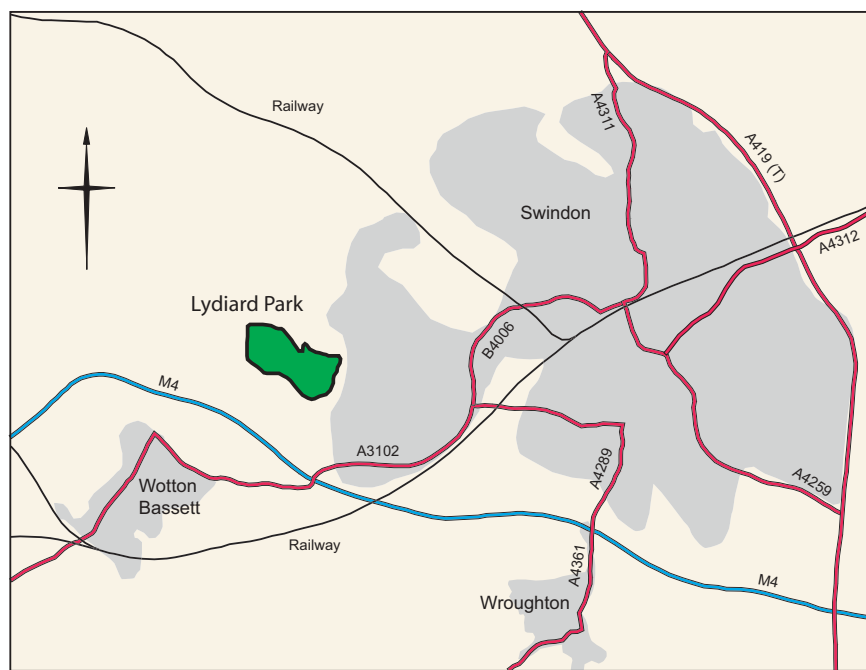 Railway
A4311
A419 (T)
Swindon
A4312
Lydiard Park
B4006
M4
A3102
A4289
Wotton
Bassett
A4259
Railway
A4361
M4
Wroughton